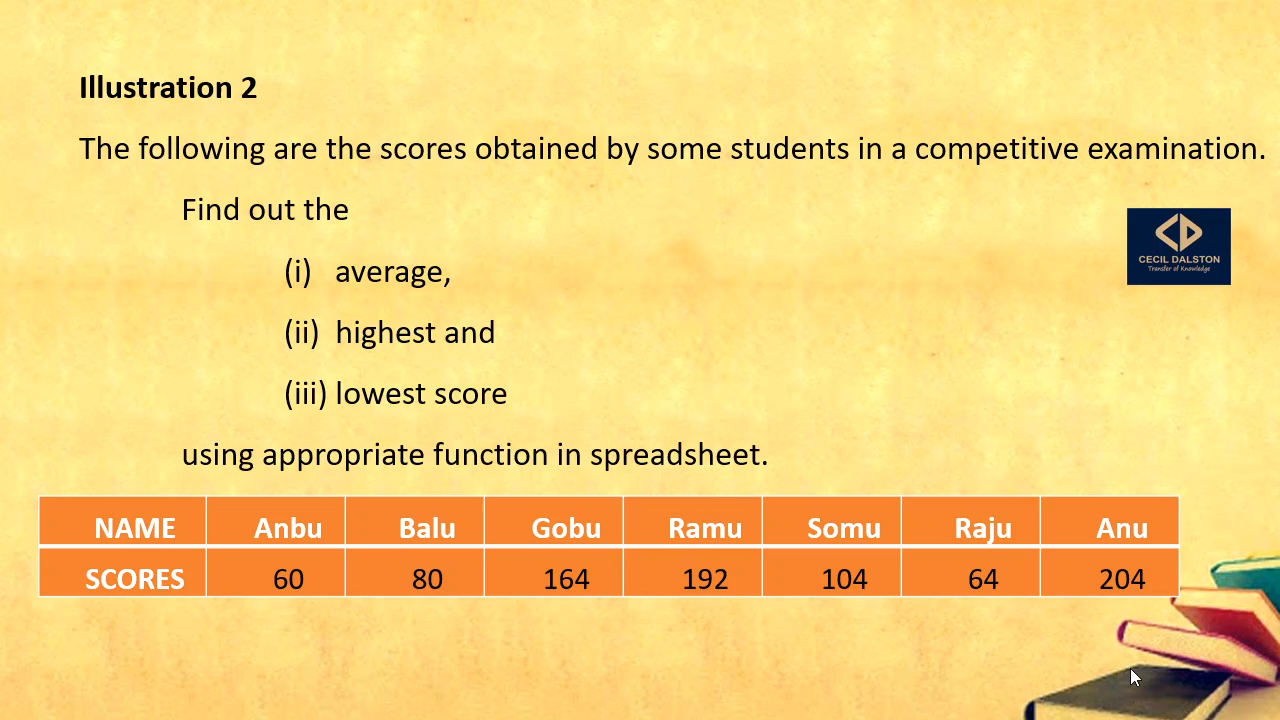 Illustration 2
The following are the scores obtained by some students in a competitive examination.
Find out the
(i) average,
CECIL DALSTON
Transfer of Knowledge
(ii) highest and
(iii) lowest score
using appropriate function in spreadsheet.
NAME Anbu Balu Gobu Ramu Somu Raju Anu
SCORES 60 80 164 192 104 64 204